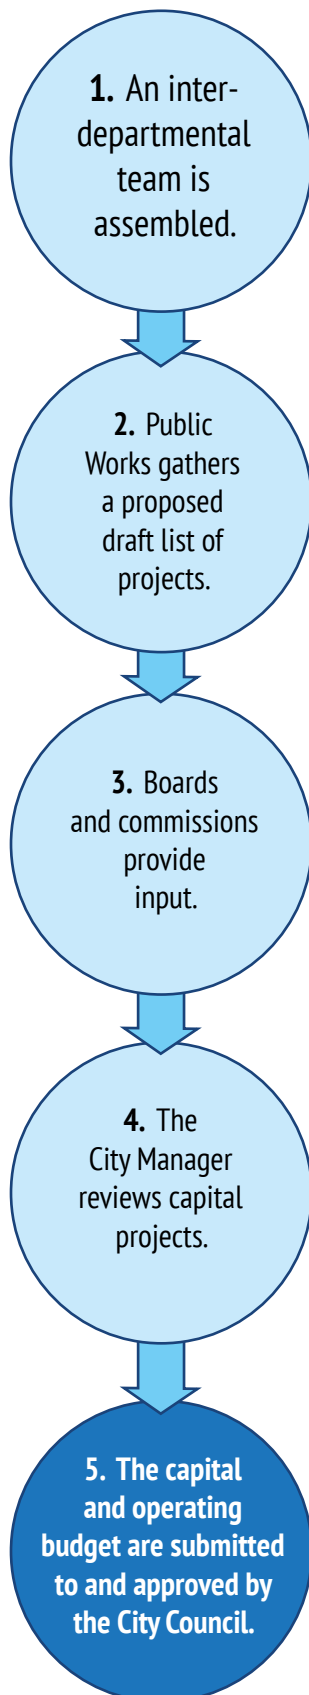 1. An inter-
departmental
team is
assembled.
2. Public
Works gathers
a proposed
draft list of
projects.
3. Boards
and commissions
provide
input.
4. The
City Manager
reviews capital
projects.
5. The capital
and operating
budget are submitted
to and approved by
the City Council.